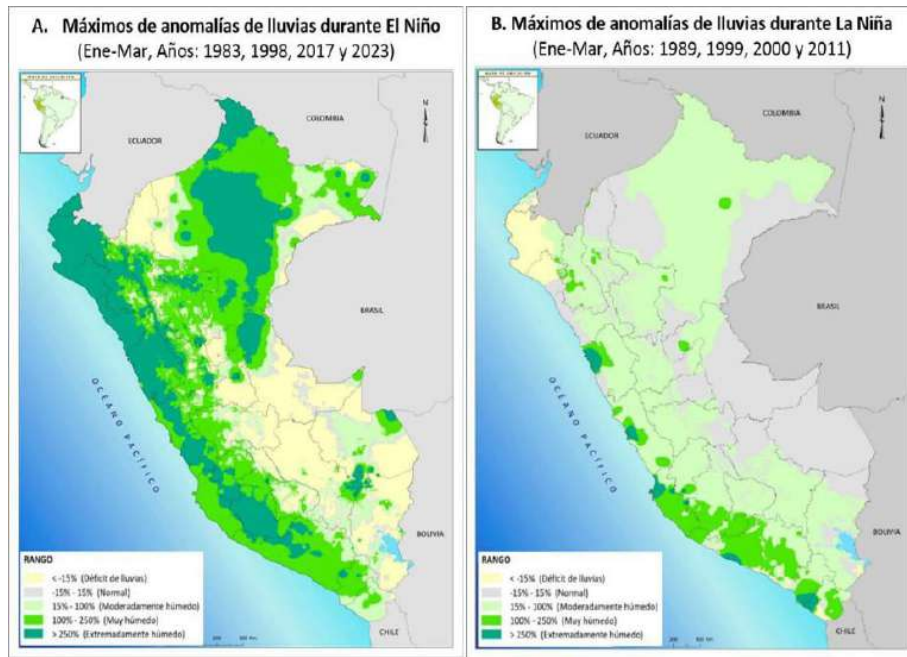 A. Máximos de anomalías de lluvias durante El Niño
(Ene-Mar, Años: 1983, 1998, 2017 y 2023)
ECUADOR
COLOMBIA
N
BRASIL
OCÉANO PACÍFICO
BOLIVIA
CHILE
RANGO
< -15% (Déficit de lluvias)
-15% - 15% (Normal)
15% - 100% (Moderadamente húmedo)
100% - 250% (Muy húmedo)
> 250% (Extremadamente húmedo)
B. Máximos de anomalías de lluvias durante La Niña
(Ene-Mar, Años: 1989, 1999, 2000 y 2011)
ECUADOR
COLOMBIA
N
BRASIL
OCÉANO PACÍFICO
BOLIVIA
CHILE
RANGO
< -15% (Déficit de lluvias)
-15% - 15% (Normal)
15% - 100% (Moderadamente húmedo)
100% - 250% (Muy húmedo)
> 250% (Extremadamente húmedo)